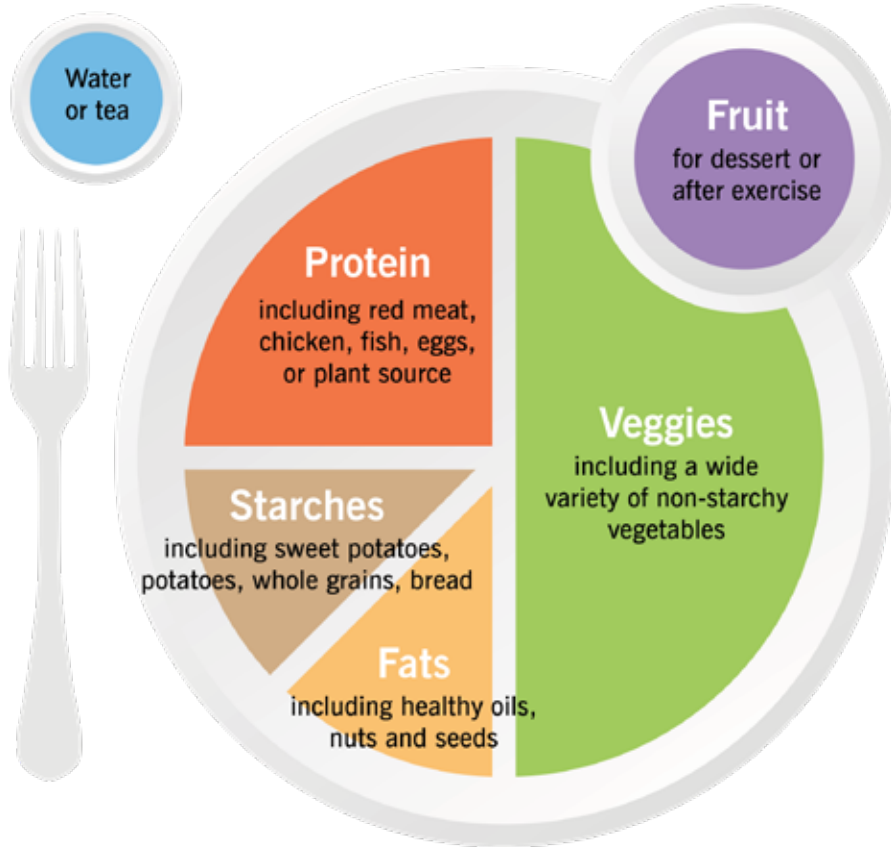 Water
or tea
Fruit
for dessert or
after exercise
Protein
including red meat,
chicken, fish, eggs,
or plant source
Veggies
including a wide
variety of non-starchy
vegetables
Starches
including sweet potatoes,
potatoes, whole grains, bread
Fats
including healthy oils,
nuts and seeds